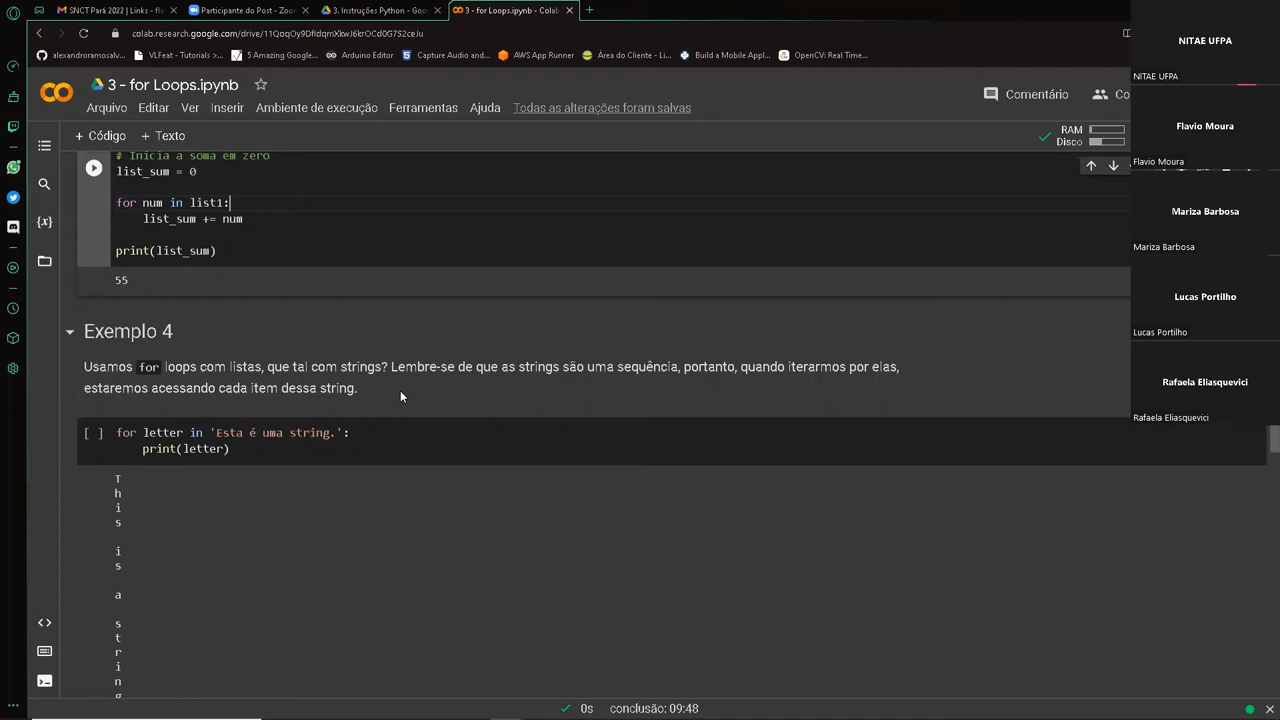 SNCT Pará 2022 | Links - fl
Participante do Post - Zoo
3. Instruções Python - Goo
3 - for Loops.ipynb - Colab
NITAE UFPA
alexandroramosalv
VLFeat - Tutorials >...
5 Amazing Google...
Arduino Editor
Capture Audio and...
AWS App Runner
Área do Cliente - L...
Build a Mobile Appl...
OpenCV: Real Time...
NITAE UFPA
3 - for Loops.ipynb
Arquivo Editar Ver Inserir Ambiente de execução Ferramentas Ajuda Todas as alterações foram salvas
Comentário
Co
Flavio Moura
Flavio Moura
+ Código + Texto
RAM
Disco
# Inicia a soma em zero
list_sum = 0
for num in list1:
list_sum += num
print(list_sum)
55
Mariza Barbosa
Mariza Barbosa
Lucas Portilho
Lucas Portilho
Rafaela Eliasquevici
Rafaela Eliasquevici
Exemplo 4
Usamos for loops com listas, que tal com strings? Lembre-se de que as strings são uma sequência, portanto, quando iterarmos por elas,
estaremos acessando cada item dessa string.
[ ] for letter in 'Esta é uma string.':
print(letter)
T
h
i
s
i
s
a
s
t
r
i
n
g
0s conclusão: 09:48